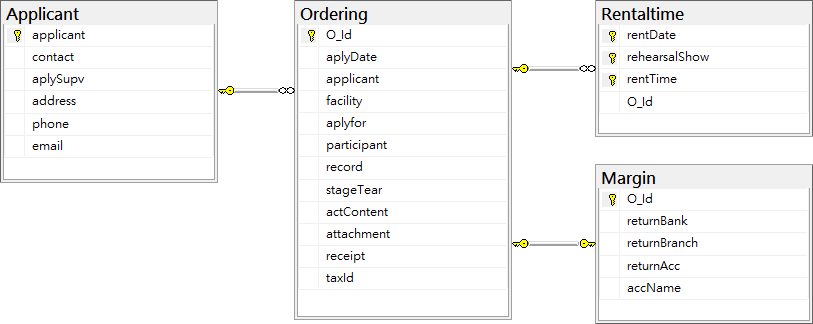 Applicant
applicant
contact
aplySupv
address
phone
email
Ordering
O_Id
aplyDate
applicant
facility
aplyfor
participant
record
stageTear
actContent
attachment
receipt
taxId
Rentaltime
rentDate
rehearsalShow
rentTime
O_Id
Margin
O_Id
returnBank
returnBranch
returnAcc
accName